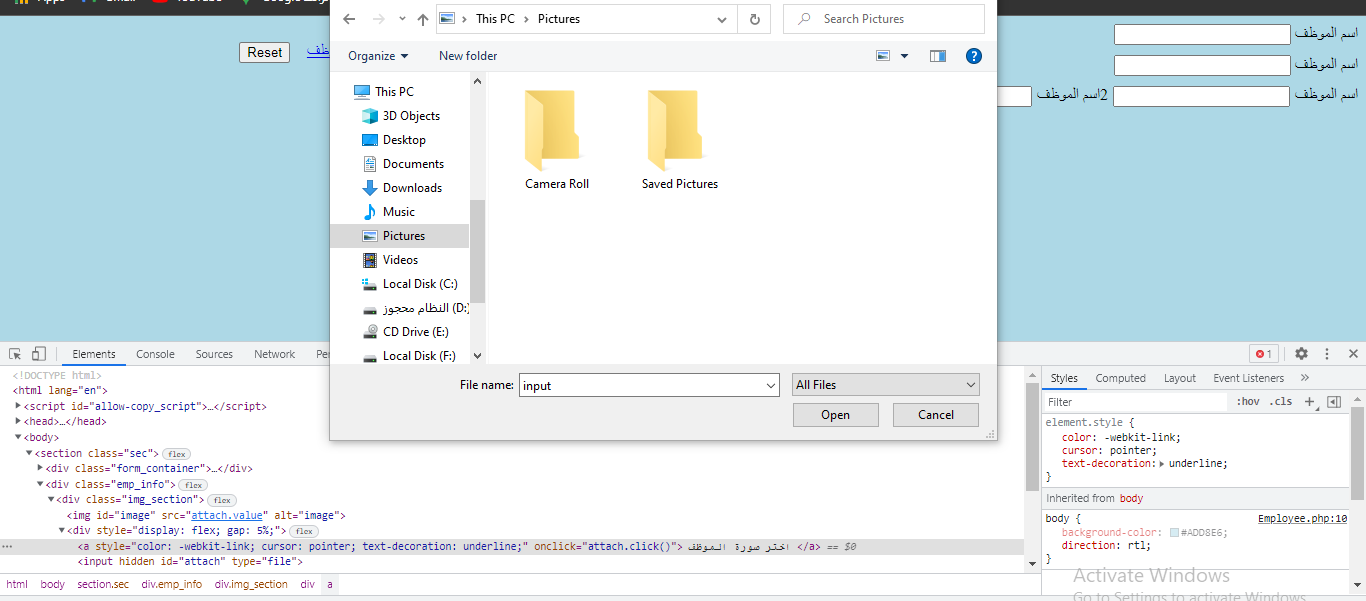 Apps
Gmail
YouTube
This PC > Pictures
Search Pictures
Organize
New folder
This PC
3D Objects
Desktop
Documents
Downloads
Music
Pictures
Videos
Local Disk (C:)
النظام محجوز (D:)
CD Drive (E:)
Local Disk (F:)
Camera Roll
Saved Pictures
File name: input
All Files
Open
Cancel
اسم الموظف
اسم الموظف
اسم الموظف
2اسم الموظف
Reset
Elements
Console
Sources
Network
1
<!DOCTYPE html>
<html lang="en">
<script id="allow-copy_script">…</script>
<head>…</head>
<body>
<section class="sec"> flex
<div class="form_container">…</div>
<div class="emp_info"> flex
<div class="img_section"> flex
<img id="image" src="attach.value" alt="image">
<div style="display: flex; gap: 5%;"> flex
<a style="color: -webkit-link; cursor: pointer; text-decoration: underline;" onclick="attach.click()"> اختر صورة الموظف </a> == $0
<input hidden id="attach" type="file">
html body section.sec div.emp_info div.img_section div a
Styles Computed Layout Event Listeners »
Filter
:hov .cls +
element.style {
color: -webkit-link;
cursor: pointer;
text-decoration: underline;
}
Inherited from body
body { Employee.php:10
background-color: #ADD8E6;
direction: rtl;
}
Activate Windows
Go to Settings to activate Windows.